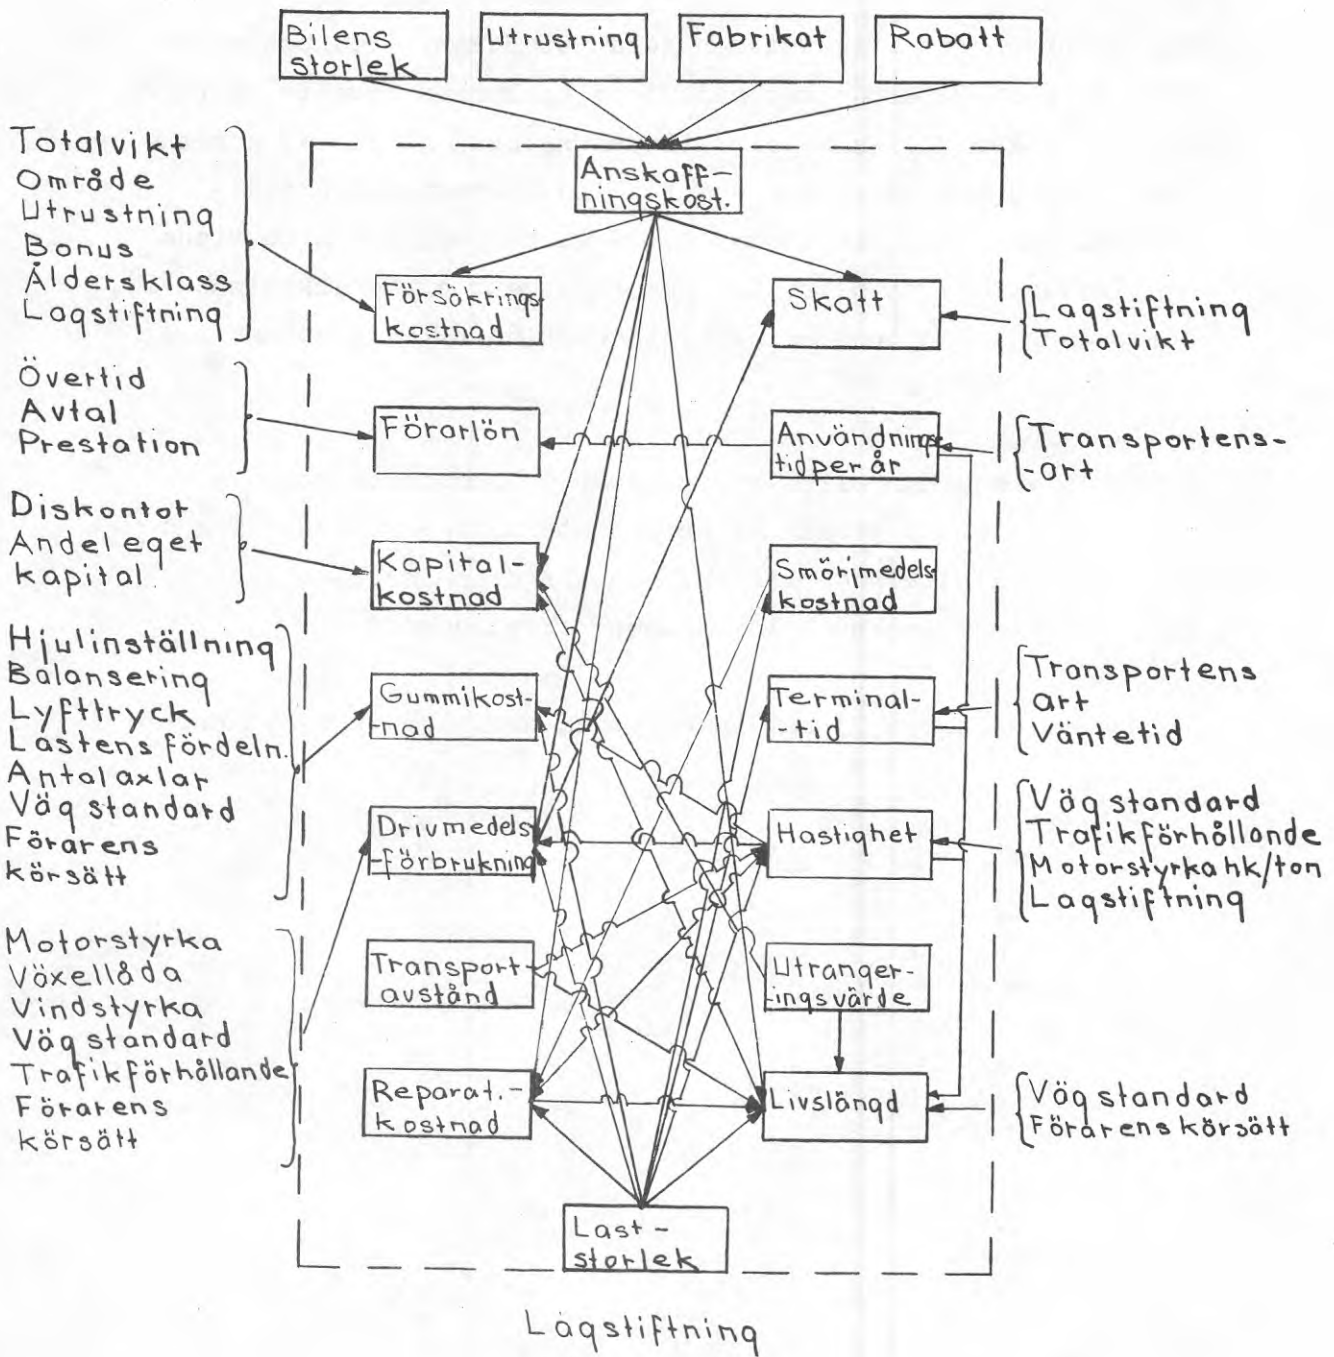 Bilens
storlek
Utrustning
Fabrikat
Rabatt
Totalvikt
Område
Utrustning
Bonus
Åldersklass
Lagstiftning
Anskaff-
ningskost.
Försäkrings-
kostnad
Skatt
Lagstiftning
Totalvikt
Övertid
Avtal
Prestation
Förarlön
Användnings
tid per år
Transportens-
-art
Diskontot
Andel eget
kapital
Kapital-
kostnad
Smörjmedels-
kostnad
Hjulinställning
Balansering
Lyfttryck
Lastens fördeln.
Antal axlar
Väg standard
Förarens
körsätt
Gummikost-
-nad
Terminal-
-tid
Transportens
art
Väntetid
Drivmedels-
-förbrukning
Hastighet
Väg standard
Trafikförhållande
Motorstyrka hk/ton
Lagstiftning
Motorstyrka
Växellåda
Vindstyrka
Väg standard
Trafikförhållande
Förarens
körsätt
Transport-
avstånd
Utranger-
-ingsvärde
Reparat.-
kostnad
Livslängd
Väg standard
Förarens körsätt
Last-
storlek
Lagstiftning